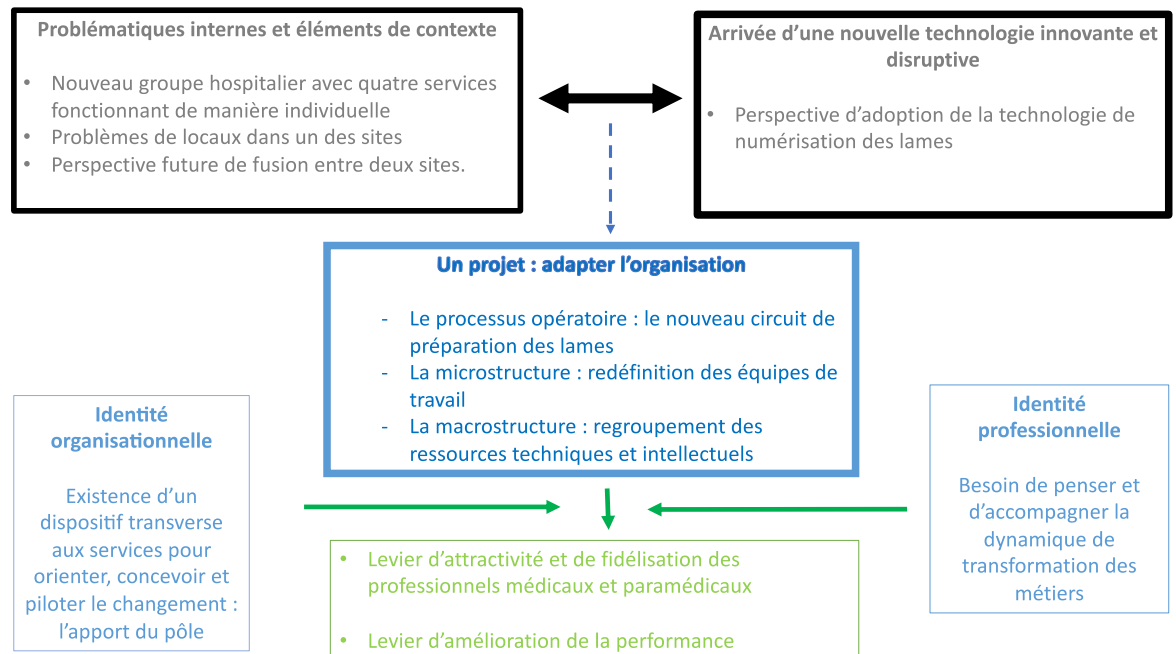 Problématiques internes et éléments de contexte
• Nouveau groupe hospitalier avec quatre services
fonctionnant de manière individuelle
• Problèmes de locaux dans un des sites
• Perspective future de fusion entre deux sites.
Arrivée d’une nouvelle technologie innovante et
disruptive
• Perspective d’adoption de la technologie de
numérisation des lames
Un projet : adapter l’organisation
- Le processus opératoire : le nouveau circuit de
préparation des lames
- La microstructure : redéfinition des équipes de
travail
- La macrostructure : regroupement des
ressources techniques et intellectuels
Identité
organisationnelle
Existence d’un
dispositif transverse
aux services pour
orienter, concevoir et
piloter le changement :
l’apport du pôle
Identité
professionnelle
Besoin de penser et
d’accompagner la
dynamique de
transformation des
métiers
• Levier d’attractivité et de fidélisation des
professionnels médicaux et paramédicaux
• Levier d’amélioration de la performance